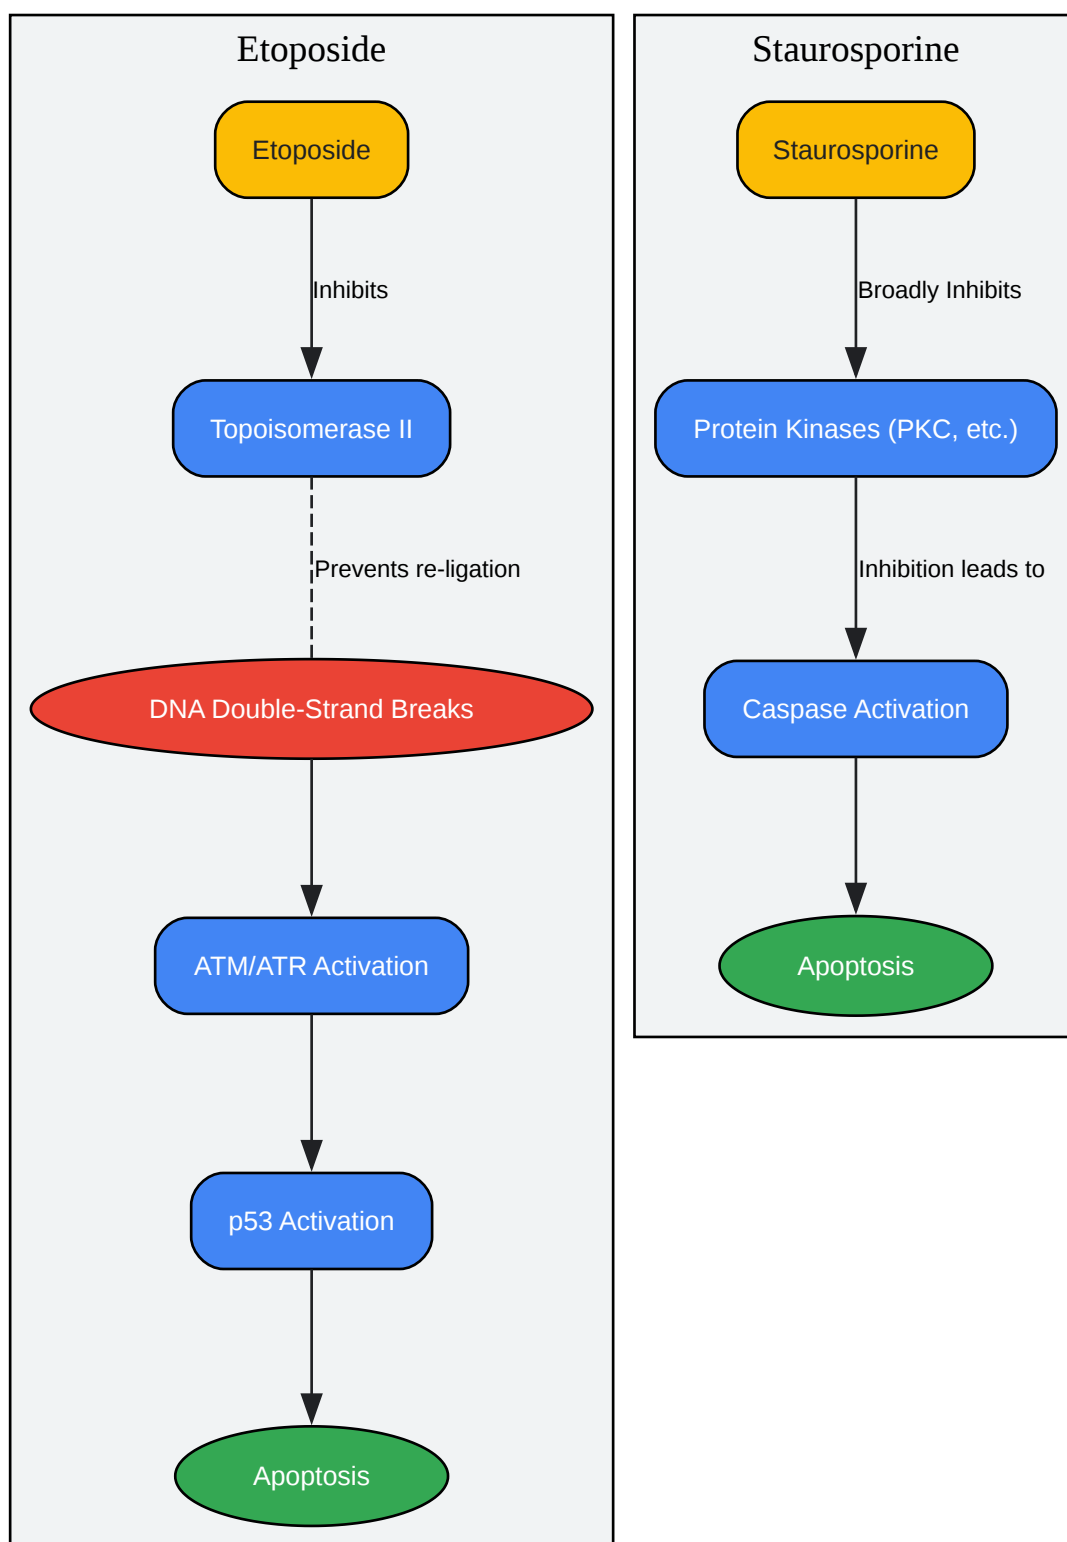 Etoposide
Etoposide
Inhibits
Topoisomerase II
Prevents re-ligation
DNA Double-Strand Breaks
ATM/ATR Activation
p53 Activation
Apoptosis
Staurosporine
Staurosporine
Broadly Inhibits
Protein Kinases (PKC, etc.)
Inhibition leads to
Caspase Activation
Apoptosis